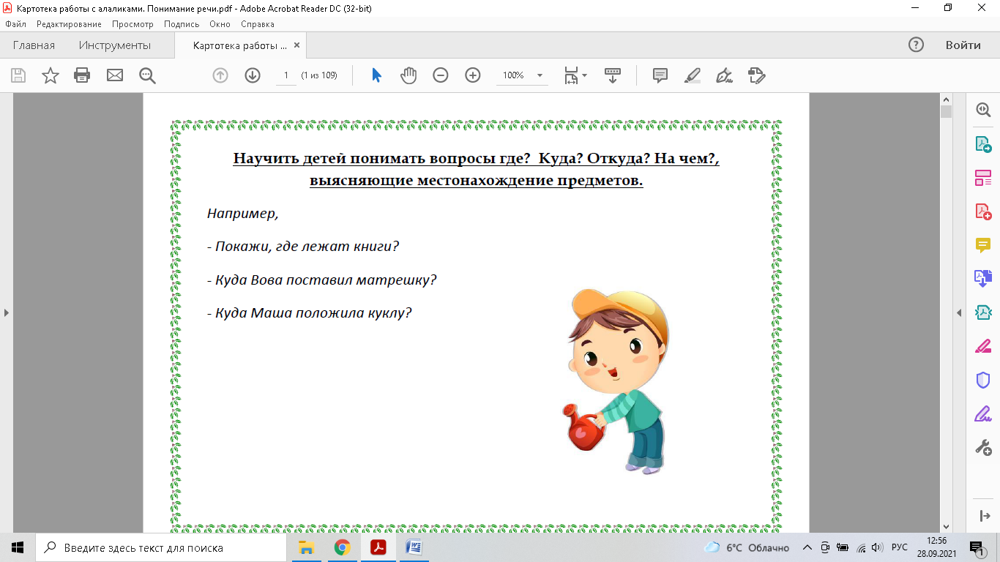 Картотека работы с алаликами. Понимание речи.pdf - Adobe Acrobat Reader DC (32-bit)
Файл Редактирование Просмотр Подпись Окно Справка
Главная Инструменты Картотека работы ... × Войти
1 (1 из 109) 100%
Научить детей понимать вопросы где? Куда? Откуда? На чем?,
выясняющие местонахождение предметов.
Например,
- Покажи, где лежат книги?
- Куда Вова поставил матрешку?
- Куда Маша положила куклу?
Введите здесь текст для поиска
6°C Облачно
РУС
12:56
28.09.2021
1